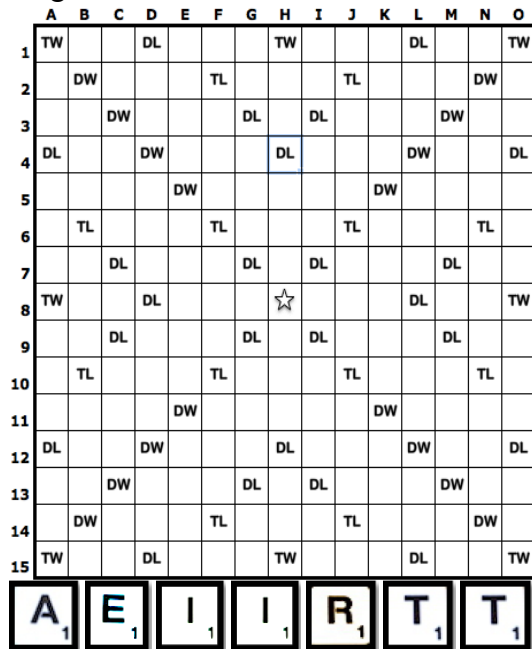 A B C D E F G H I J K L M N O
1 TW DL TW DL TW
2 DW TL TL DW
3 DW DL DL DW
4 DL DW DL DW DL
5 DW DW
6 TL TL TL TL
7 DL DL DL DL
8 TW DL DL TW
9 DL DL DL DL
10 TL TL TL TL
11 DW DW
12 DL DW DL DW DL
13 DW DL DL DW
14 DW TL TL DW
15 TW DL TW DL TW
A1 E1 I1 I1 R1 T1 T1